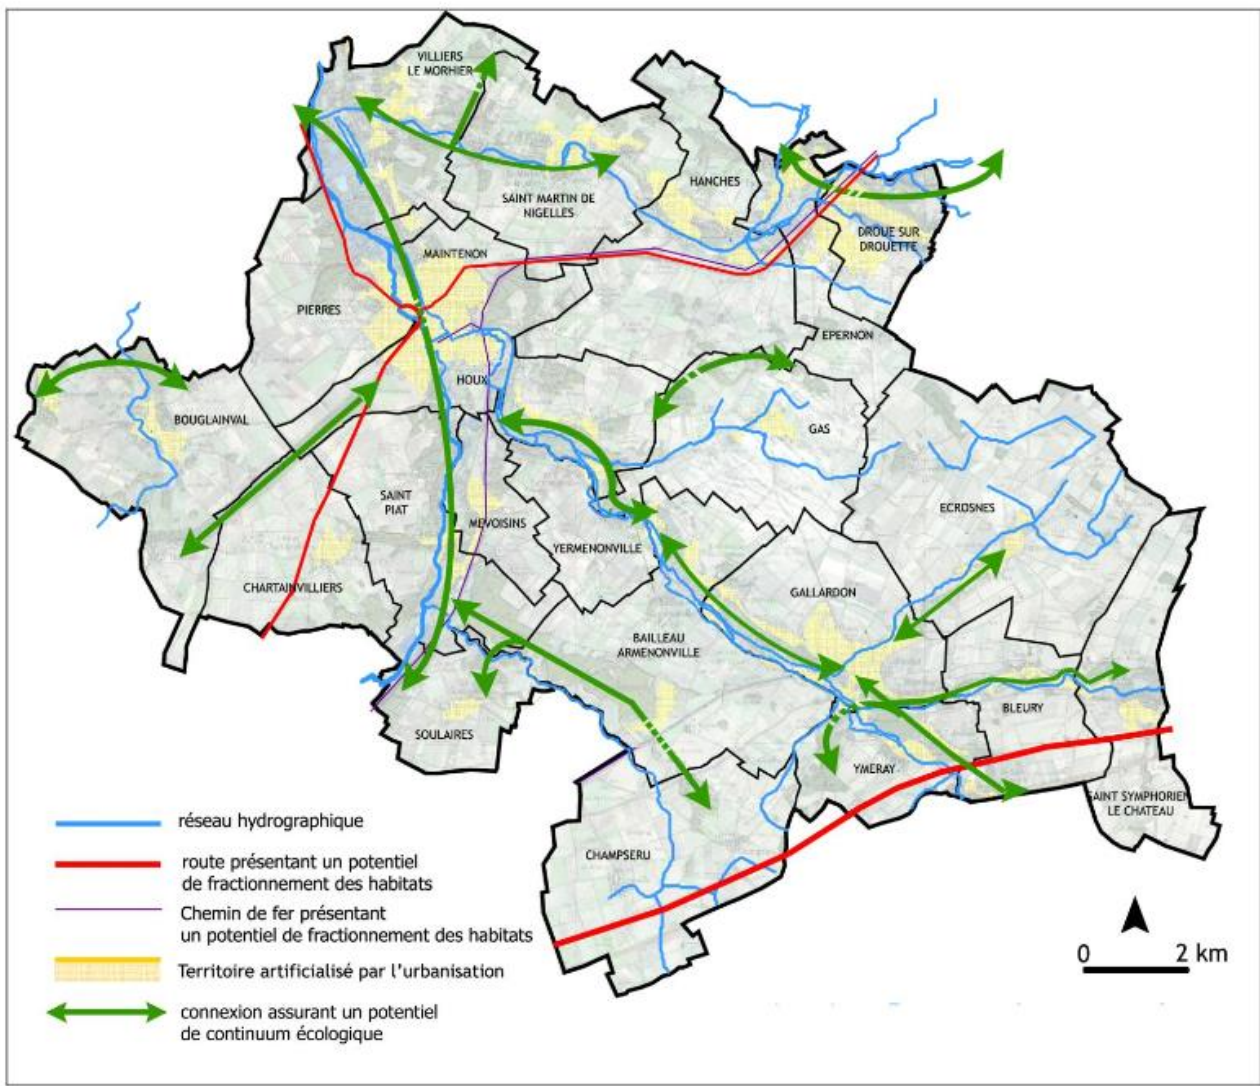 VILLIERS
LE MORHIER
HANCHES
SAINT MARTIN DE
NIGELLES
DROUE SUR
DROUETTE
MAINTENON
PIERRES
EPERNON
HOUX
BOUGLAINVAL
GAS
SAINT
PIAT
MEVOISINS
ECROSNES
YERMENONVILLE
CHARTAINVILLIERS
GALLARDON
BAILLEAU
ARMENONVILLE
BLEURY
SOULAIRES
YMERAY
SAINT SYMPHORIEN
LE CHATEAU
CHAMPSERU
réseau hydrographique
route présentant un potentiel
de fractionnement des habitats
Chemin de fer présentant
un potentiel de fractionnement des habitats
Territoire artificialisé par l'urbanisation
connexion assurant un potentiel
de continuum écologique
0 2 km